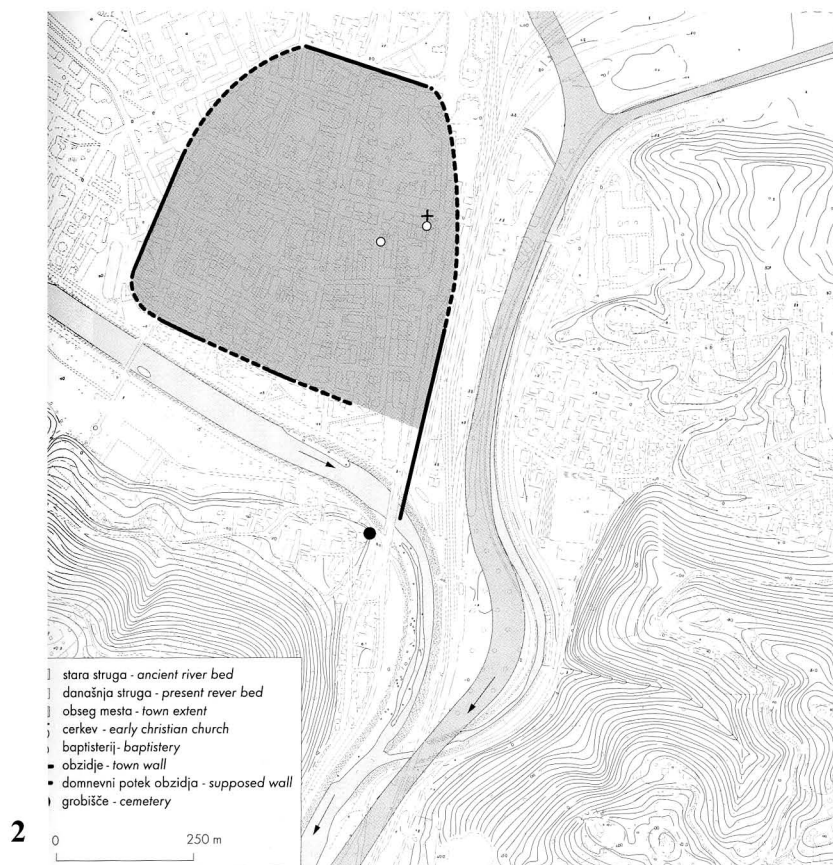 stara struga - ancient river bed
današnja struga - present rever bed
obseg mesta - town extent
cerkev - early christian church
baptisterij - baptistery
obzidje - town wall
domnevni potek obzidja - supposed wall
grobišče - cemetery
2
0 250 m